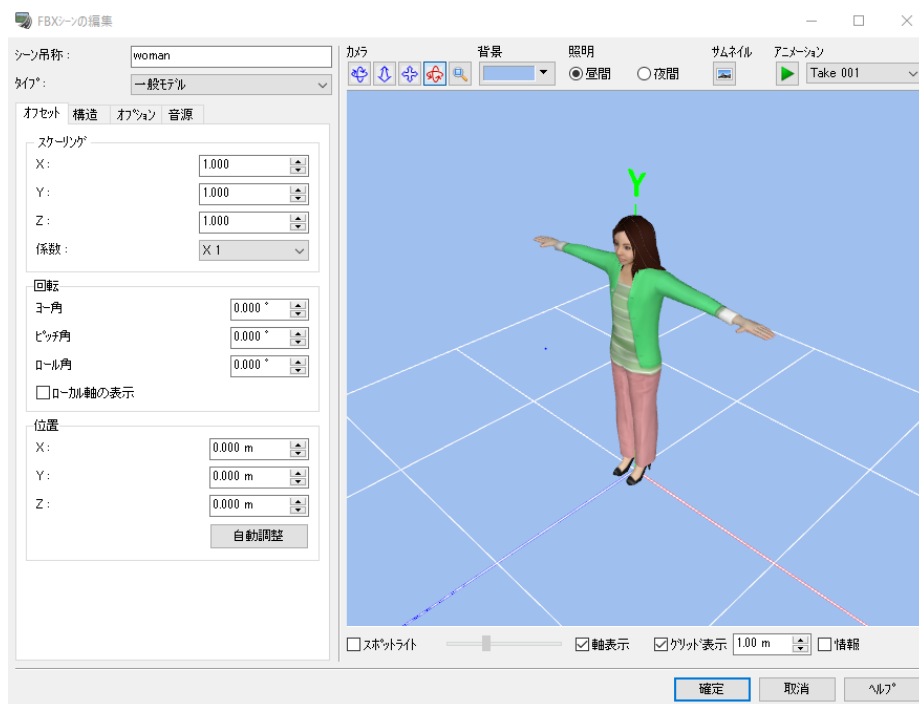 FBXシーンの編集
シーン名称：
woman
タイプ：
一般モデル
オフセット 構造 オプション 音源
スケーリング
X：
1.000
Y：
1.000
Z：
1.000
係数：
X 1
回転
ヨー角
0.000 °
ピッチ角
0.000 °
ロール角
0.000 °
ローカル軸の表示
位置
X：
0.000 m
Y：
0.000 m
Z：
0.000 m
自動調整
カメラ 背景 照明 サムネイル アニメーション
昼間 夜間 Take 001
Y
スポットライト 軸表示 グリッド表示 1.00 m 情報
確定 取消 ヘルプ